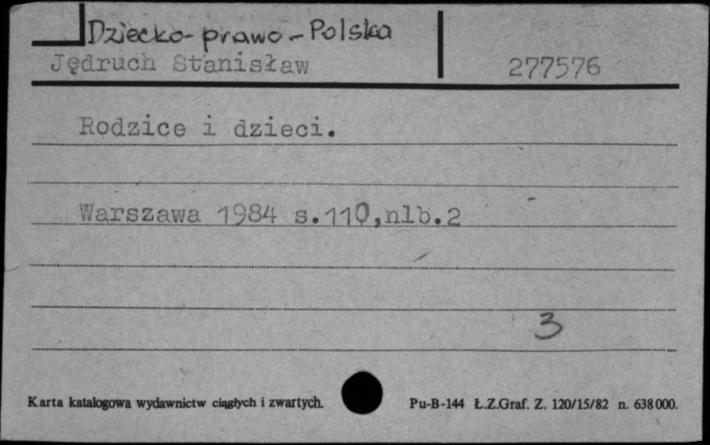 Dziecko - prawo - Polska
Jędruch Stanisław 277576
Rodzice i dzieci.
Warszawa 1984 s.110,nlb.2
3
Karta katalogowa wydawnictw ciągłych i zwartych. Pu-B-144 Ł.Z.Graf. Z. 120/15/82 n. 638000.